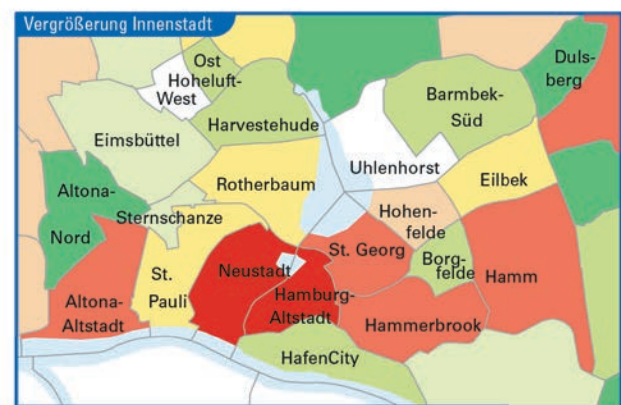 Vergrößerung Innenstadt
Ost
Hoheluft-
West
Duls-
berg
Barmbek-
Süd
Harvestehude
Eimsbüttel
Uhlenhorst
Eilbek
Altona-
Nord
Rotherbaum
Sternschanze
Hohen-
felde
St. Georg
Borg-
felde
Hamm
St.
Pauli
Neustadt
Hamburg-
Altstadt
Altona-
Altstadt
Hammerbrook
HafenCity